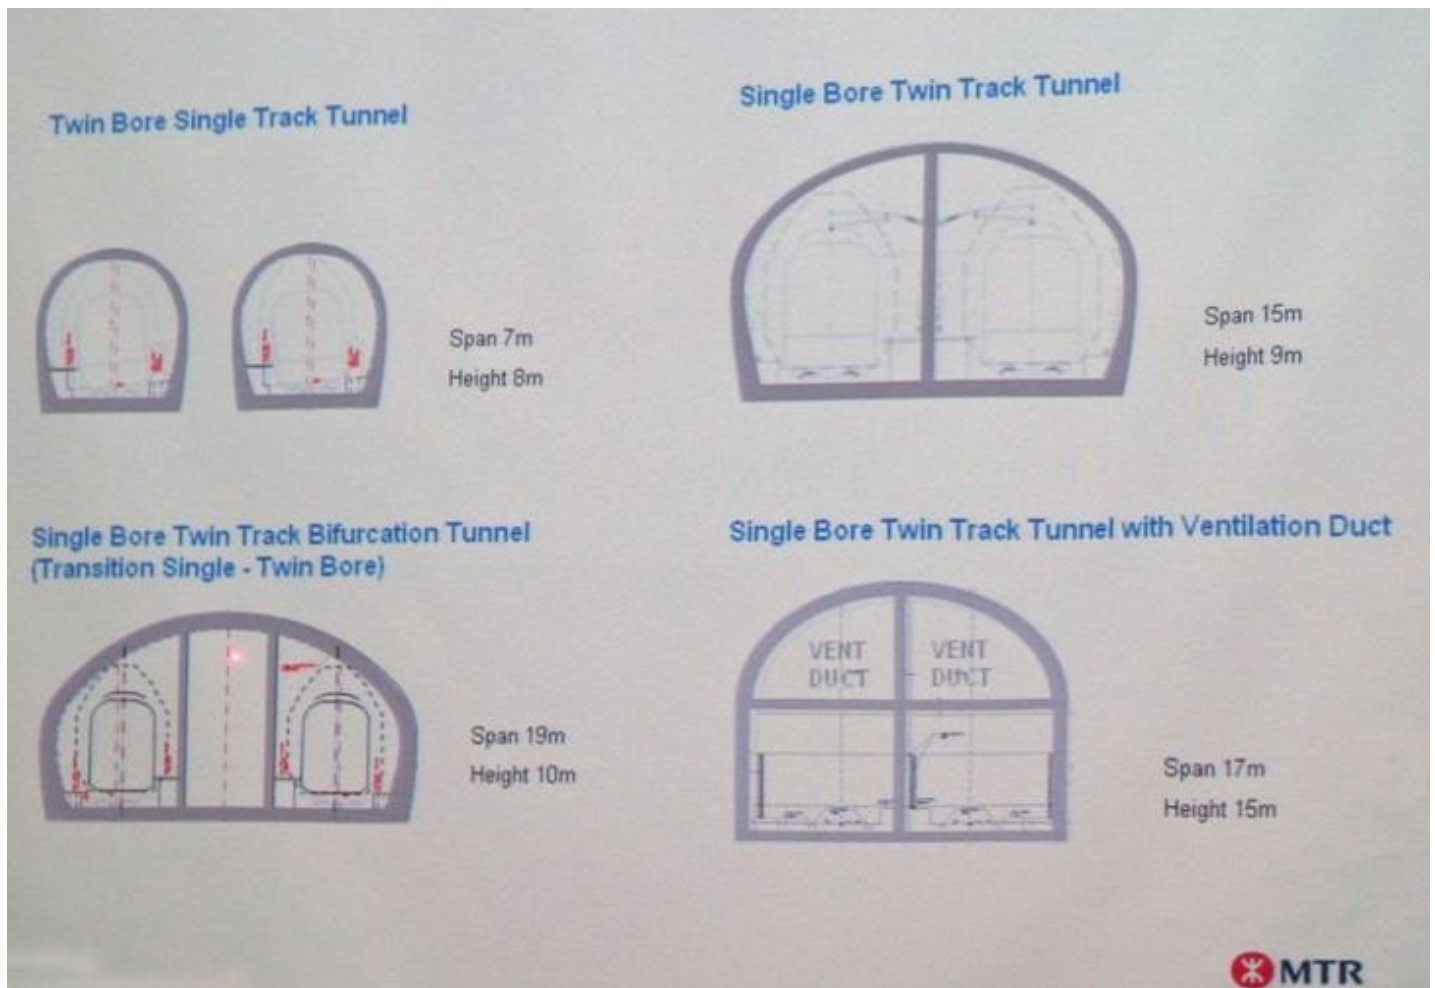 Twin Bore Single Track Tunnel
Span 7m
Height 8m
Single Bore Twin Track Tunnel
Span 15m
Height 9m
Single Bore Twin Track Bifurcation Tunnel
(Transition Single - Twin Bore)
Span 19m
Height 10m
Single Bore Twin Track Tunnel with Ventilation Duct
VENT
DUCT
VENT
DUCT
Span 17m
Height 15m
MTR